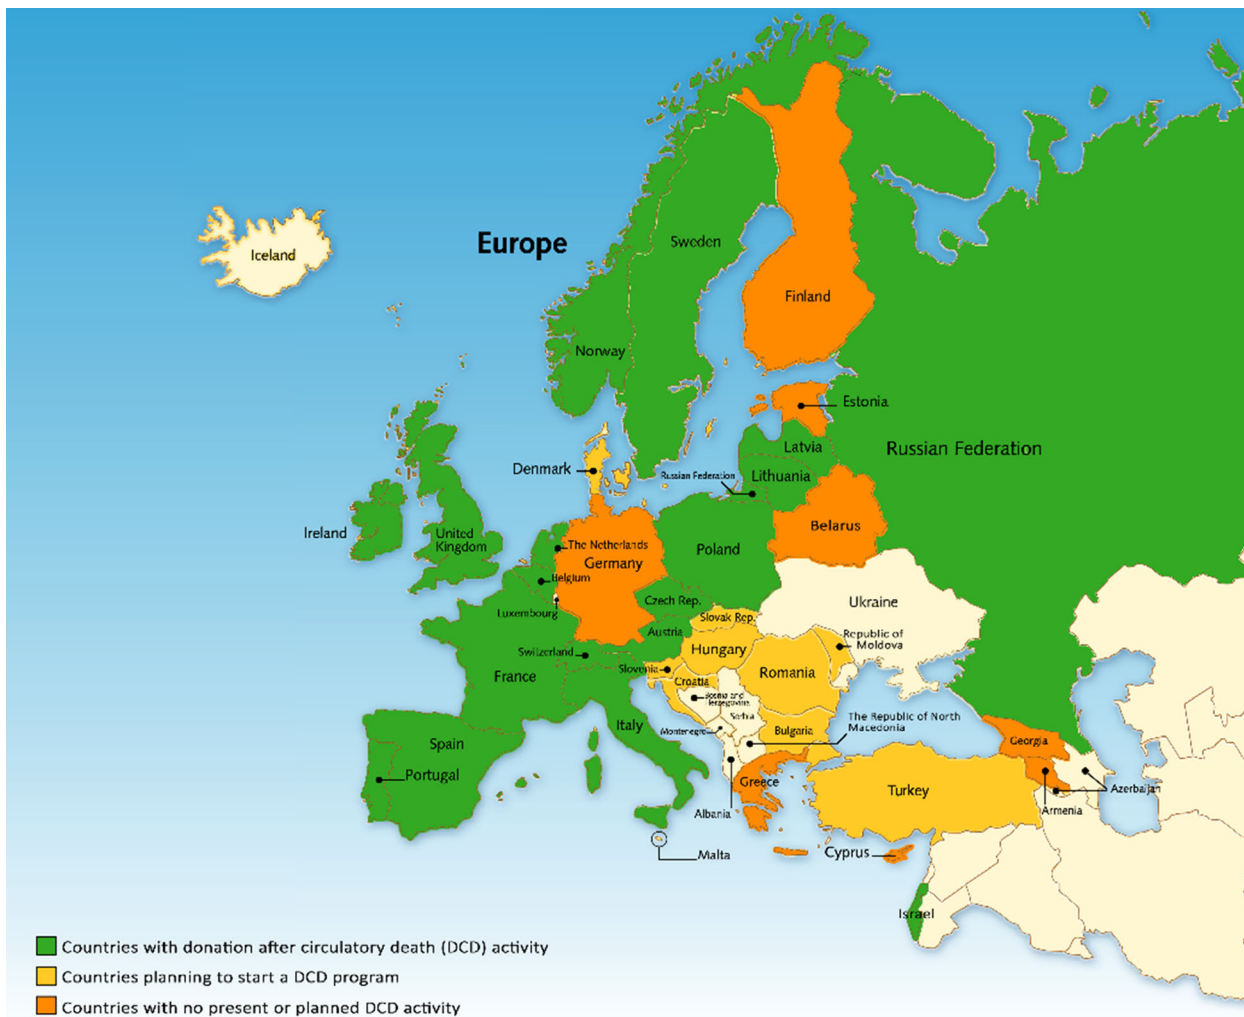 Iceland
Europe
Sweden
Finland
Norway
Estonia
Latvia
Russian Federation
Denmark
Russian Federation
Lithuania
Belarus
Ireland
United
Kingdom
The Netherlands
Germany
Poland
Belgium
Luxembourg
Czech Rep.
Ukraine
Slovak Rep.
Austria
Republic of
Moldova
Switzerland
Hungary
Slovenia
France
Croatia
Romania
Bosnia and
Herzegovina
Serbia
Italy
Montenegro
Bulgaria
The Republic of North
Macedonia
Spain
Georgia
Portugal
Greece
Turkey
Azerbaijan
Albania
Armenia
Malta
Cyprus
Israel
Countries with donation after circulatory death (DCD) activity
Countries planning to start a DCD program
Countries with no present or planned DCD activity